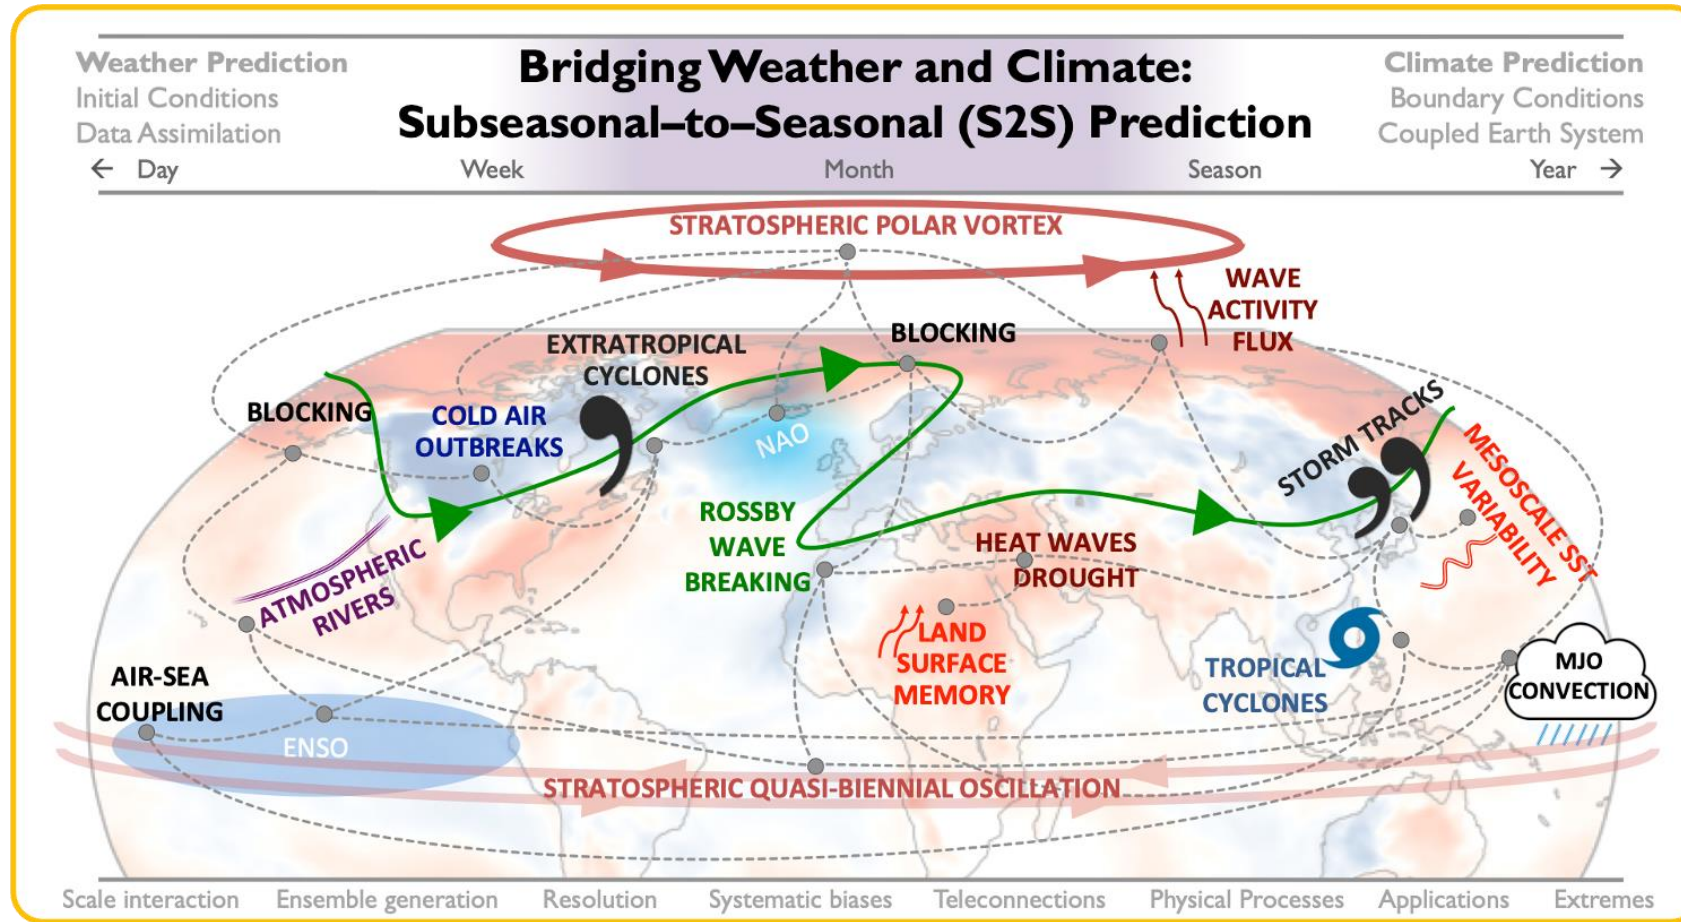 Weather Prediction
Initial Conditions
Data Assimilation
Bridging Weather and Climate:
Subseasonal–to–Seasonal (S2S) Prediction
Climate Prediction
Boundary Conditions
Coupled Earth System
← Day Week Month Season Year →
STRATOSPHERIC POLAR VORTEX
WAVE
ACTIVITY
FLUX
BLOCKING
EXTRATROPICAL
CYCLONES
BLOCKING
COLD AIR
OUTBREAKS
NAO
STORM TRACKS
MESOSCALE SST
VARIABILITY
ROSSBY
WAVE
BREAKING
HEAT WAVES
DROUGHT
ATMOSPHERIC
RIVERS
LAND
SURFACE
MEMORY
TROPICAL
CYCLONES
MJO
CONVECTION
AIR-SEA
COUPLING
ENSO
STRATOSPHERIC QUASI-BIENNIAL OSCILLATION
Scale interaction Ensemble generation Resolution Systematic biases Teleconnections Physical Processes Applications Extremes